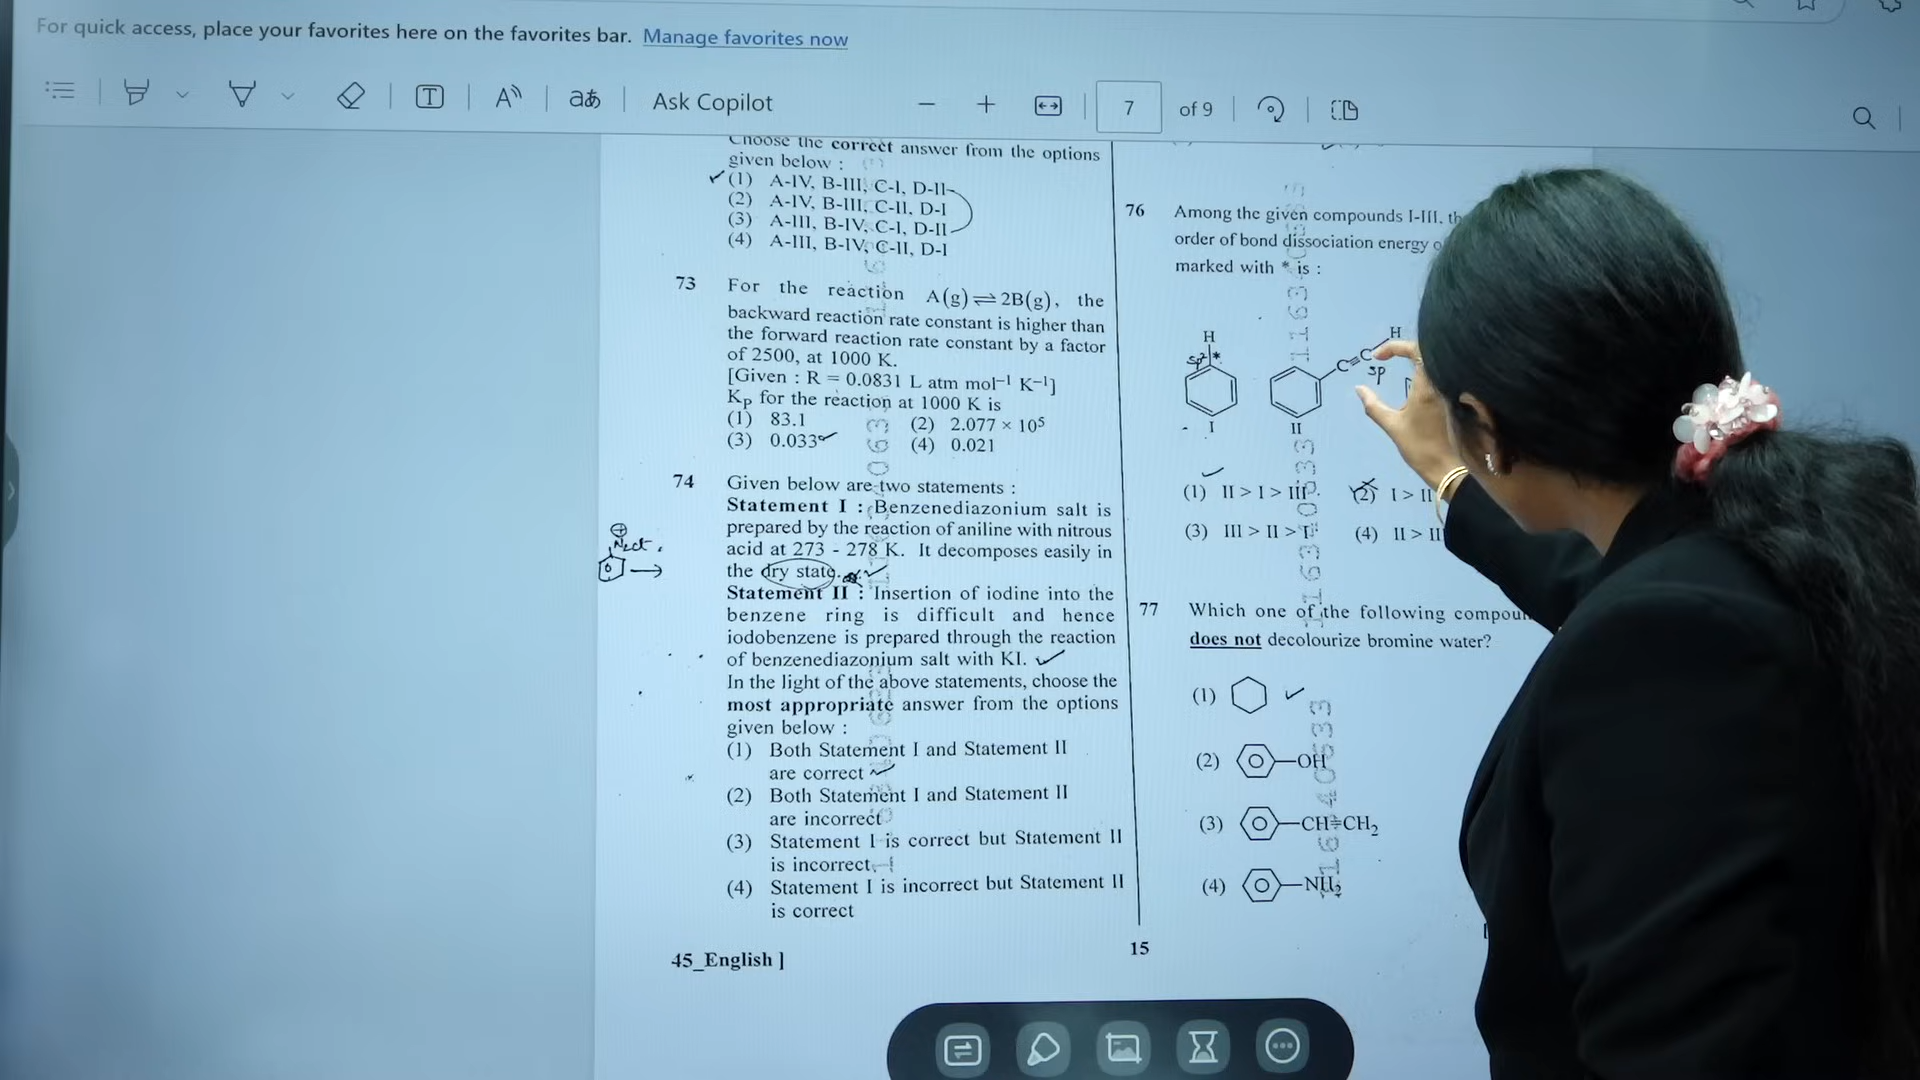 For quick access, place your favorites here on the favorites bar. Manage favorites now
Ask Copilot
7 of 9
Choose the correct answer from the options
given below :
(1) A-IV, B-III, C-I, D-II
(2) A-IV, B-III, C-II, D-I
(3) A-III, B-IV, C-I, D-II
(4) A-III, B-IV, C-II, D-I
73 For the reaction A(g)⇌2B(g), the
backward reaction rate constant is higher than
the forward reaction rate constant by a factor
of 2500, at 1000 K.
[Given : R = 0.0831 L atm mol⁻¹ K⁻¹]
Kₚ for the reaction at 1000 K is
(1) 83.1 (2) 2.077 × 10⁵
(3) 0.033 (4) 0.021
74 Given below are two statements :
Statement I : Benzenediazonium salt is
prepared by the reaction of aniline with nitrous
acid at 273 - 278 K. It decomposes easily in
the dry state.
Statement II : Insertion of iodine into the
benzene ring is difficult and hence
iodobenzene is prepared through the reaction
of benzenediazonium salt with KI.
In the light of the above statements, choose the
most appropriate answer from the options
given below :
(1) Both Statement I and Statement II
are correct
(2) Both Statement I and Statement II
are incorrect
(3) Statement I is correct but Statement II
is incorrect
(4) Statement I is incorrect but Statement II
is correct
45_English ]
15
76 Among the given compounds I-III, th
order of bond dissociation energy o
marked with * is :
H
sp² *
I
C≡C H
sp
II
(1) II > I > III (2) I > II
(3) III > II > I (4) II > III
77 Which one of the following compoun
does not decolourize bromine water?
(1)
(2) OH
(3) CH=CH₂
(4) NH₂